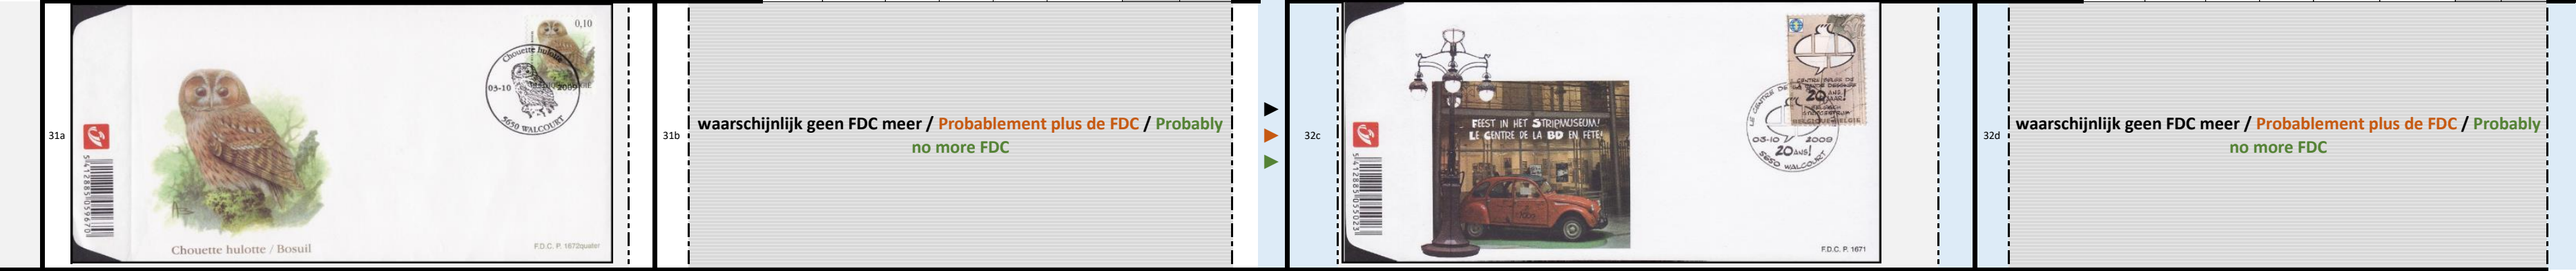 31a
0,10
Chouette hulotte
03-10
2009
5650 WALCOURT
Chouette hulotte / Bosuil
F.D.C. P. 1672quater
31b
waarschijnlijk geen FDC meer / Probablement plus de FDC / Probably
no more FDC
32c
FEEST IN HET STRIPMUSEUM!
LE CENTRE DE LA BD EN FÊTE!
20 ANS!
03-10 2009
20 ANS!
5650 WALCOURT
F.D.C. P. 1671
32d
waarschijnlijk geen FDC meer / Probablement plus de FDC / Probably
no more FDC